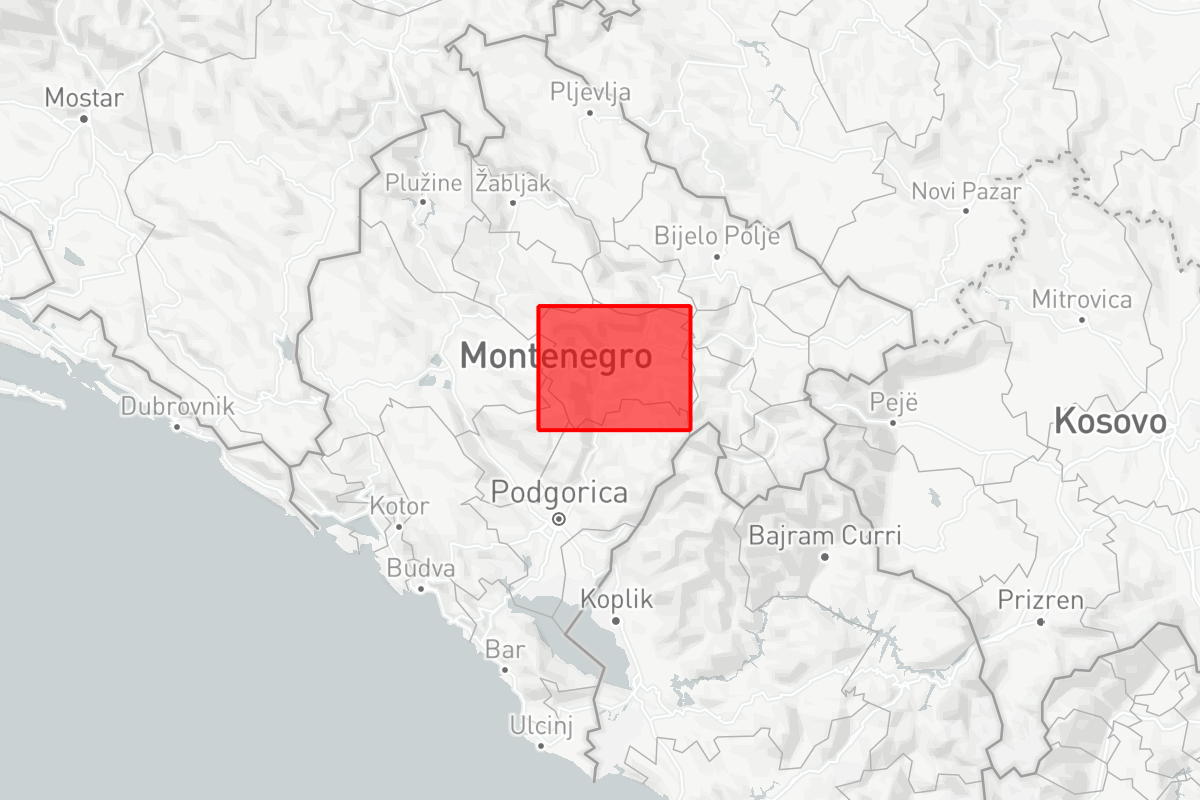 Mostar
Pljevlja
Plužine
Žabljak
Novi Pazar
Bijelo Polje
Mitrovica
Montenegro
Dubrovnik
Pejë
Kosovo
Podgorica
Kotor
Bajram Curri
Budva
Koplik
Prizren
Bar
Ulcinj